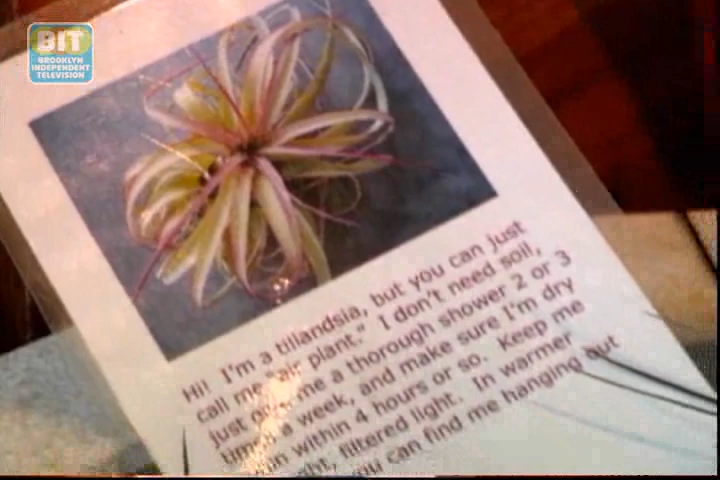 BIT
BROOKLYN
INDEPENDENT
TELEVISION
Hi! I'm a tillandsia, but you can just
call me "air plant." I don't need soil,
just give me a thorough shower 2 or 3
times a week, and make sure I'm dry
within 4 hours or so. Keep me
filtered light. In warmer
you can find me hanging out